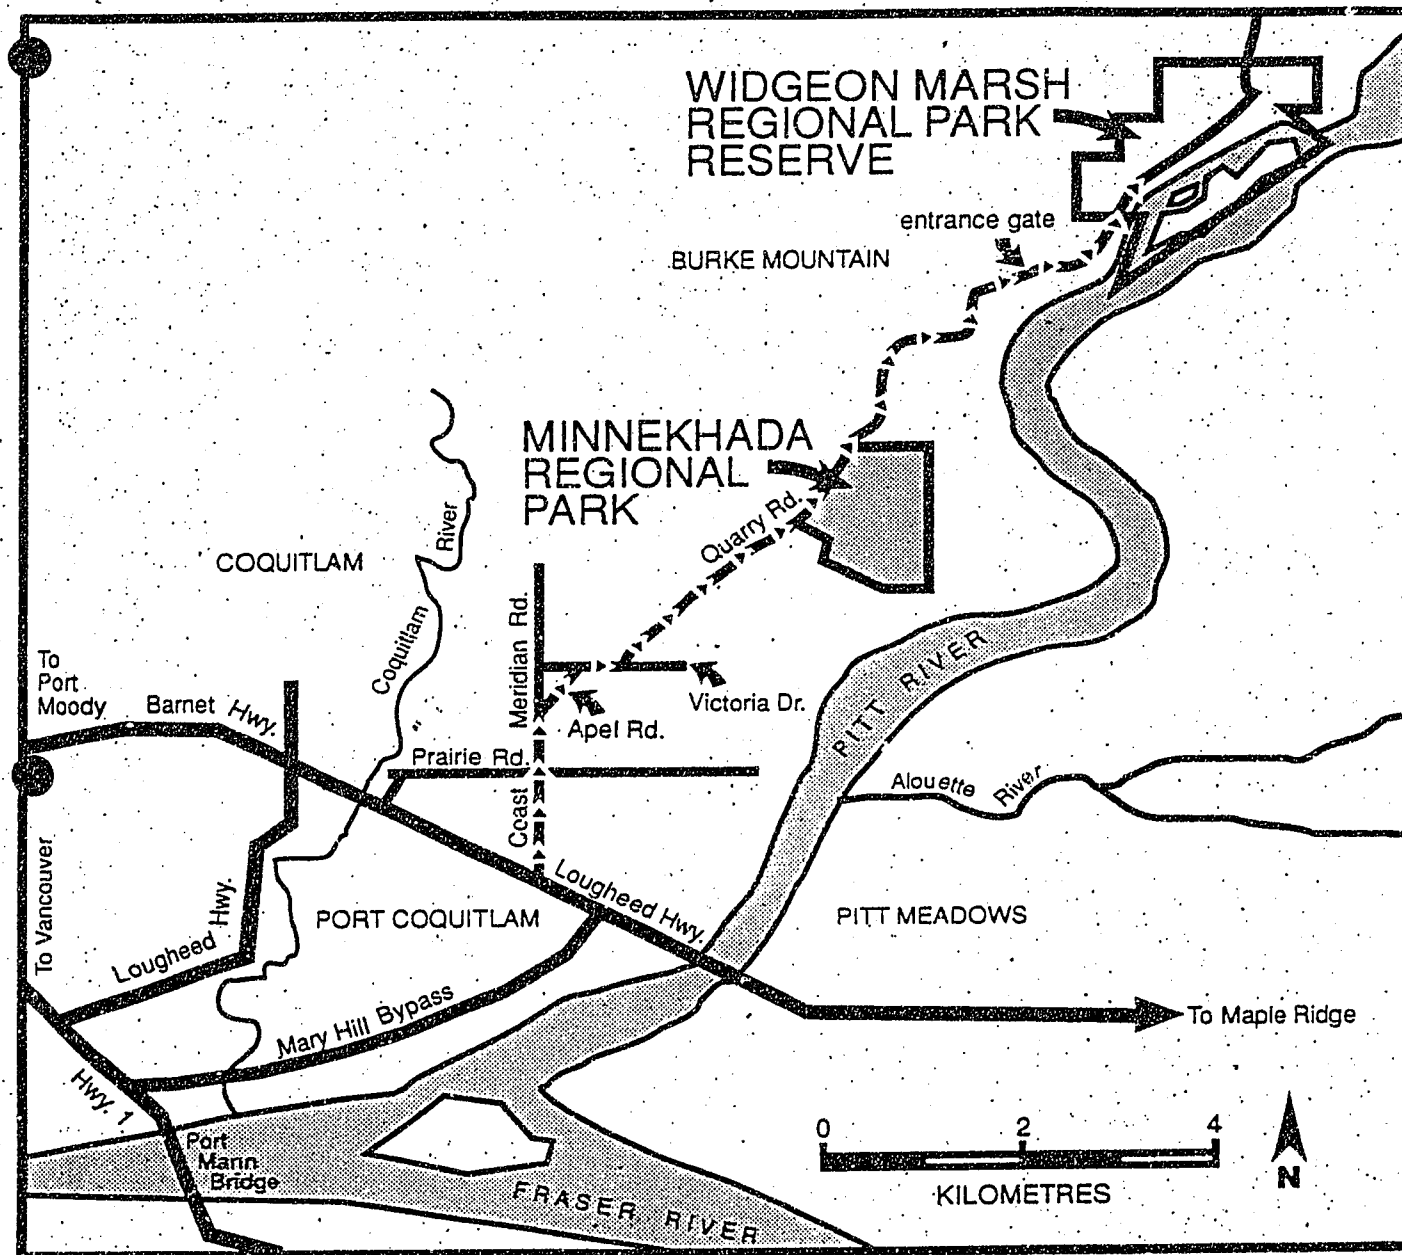 WIDGEON MARSH
REGIONAL PARK
RESERVE
entrance gate
BURKE MOUNTAIN
MINNEKHADA
REGIONAL
PARK
Quarry Rd.
COQUITLAM
Coquitlam River
To
Port
Moody
Barnet Hwy.
Coast Meridian Rd.
Victoria Dr.
Apel Rd.
Prairie Rd.
PITT RIVER
Alouette River
To Vancouver
Lougheed Hwy.
PORT COQUITLAM
Lougheed Hwy.
PITT MEADOWS
Mary Hill Bypass
To Maple Ridge
Hwy. 1
Port
Mann
Bridge
FRASER RIVER
0 2 4
KILOMETRES
N